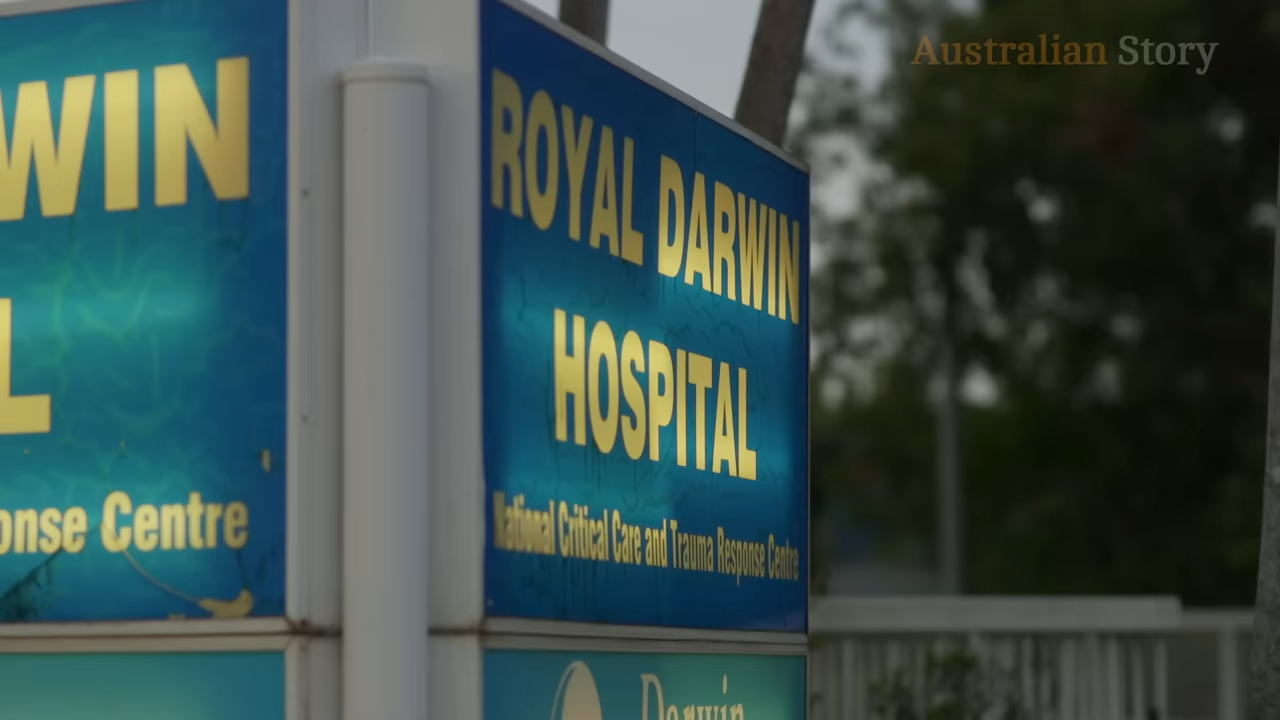 Australian Story
WIN
L
onse Centre
ROYAL DARWIN
HOSPITAL
National Critical Care and Trauma Response Centre
Darwin